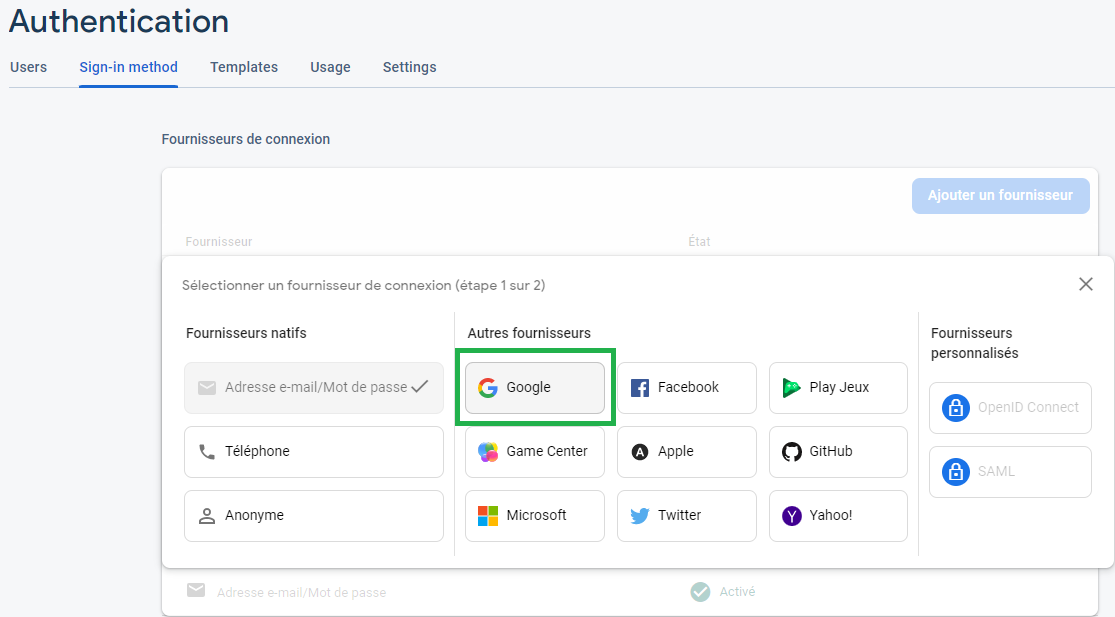 Authentication
Users Sign-in method Templates Usage Settings
Fournisseurs de connexion
Ajouter un fournisseur
Fournisseur État
Sélectionner un fournisseur de connexion (étape 1 sur 2)
Fournisseurs natifs
Adresse e-mail/Mot de passe
Téléphone
Anonyme
Autres fournisseurs
Google Facebook Play Jeux
Game Center Apple GitHub
Microsoft Twitter Yahoo!
Fournisseurs
personnalisés
OpenID Connect
SAML
Adresse e-mail/Mot de passe Activé